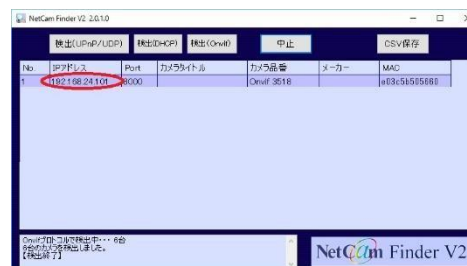 NetCam Finder V2 2.0.1.0
検出(UPnP/UDP) 検出(DHCP) 検出(Onvif) 中止 CSV保存
No. IPアドレス Port カメラタイトル カメラ品番 メーカー MAC
1 192.168.24.101 8000 Onvif 3518 e03c5b505660
Onvifプロトコルで検出中・・・ 6台
6台のカメラを検出しました。
【検出終了】
NetCam Finder V2